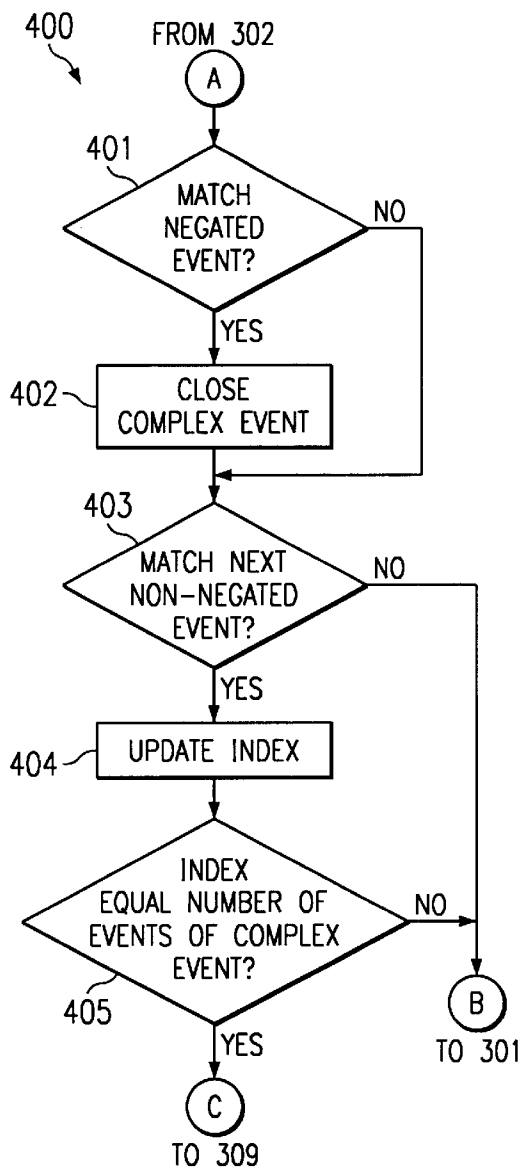 400
FROM 302
A
401
MATCH
NEGATED
EVENT?
NO
YES
402
CLOSE
COMPLEX EVENT
403
MATCH NEXT
NON-NEGATED
EVENT?
NO
YES
404
UPDATE INDEX
INDEX
EQUAL NUMBER OF
EVENTS OF COMPLEX
EVENT?
NO
405
YES
B
TO 301
C
TO 309